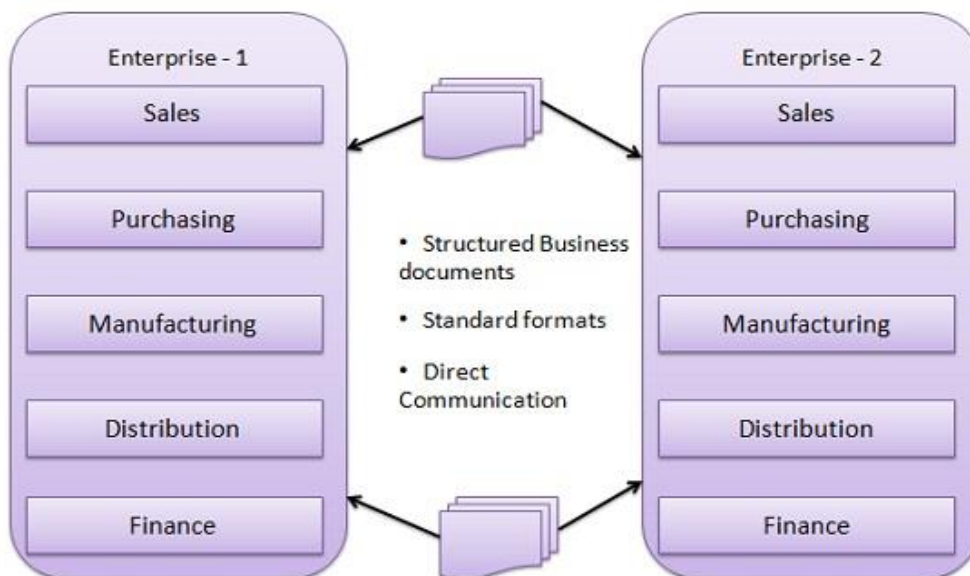 Enterprise - 1
Sales
Purchasing
Manufacturing
Distribution
Finance
• Structured Business
documents
• Standard formats
• Direct
Communication
Enterprise - 2
Sales
Purchasing
Manufacturing
Distribution
Finance